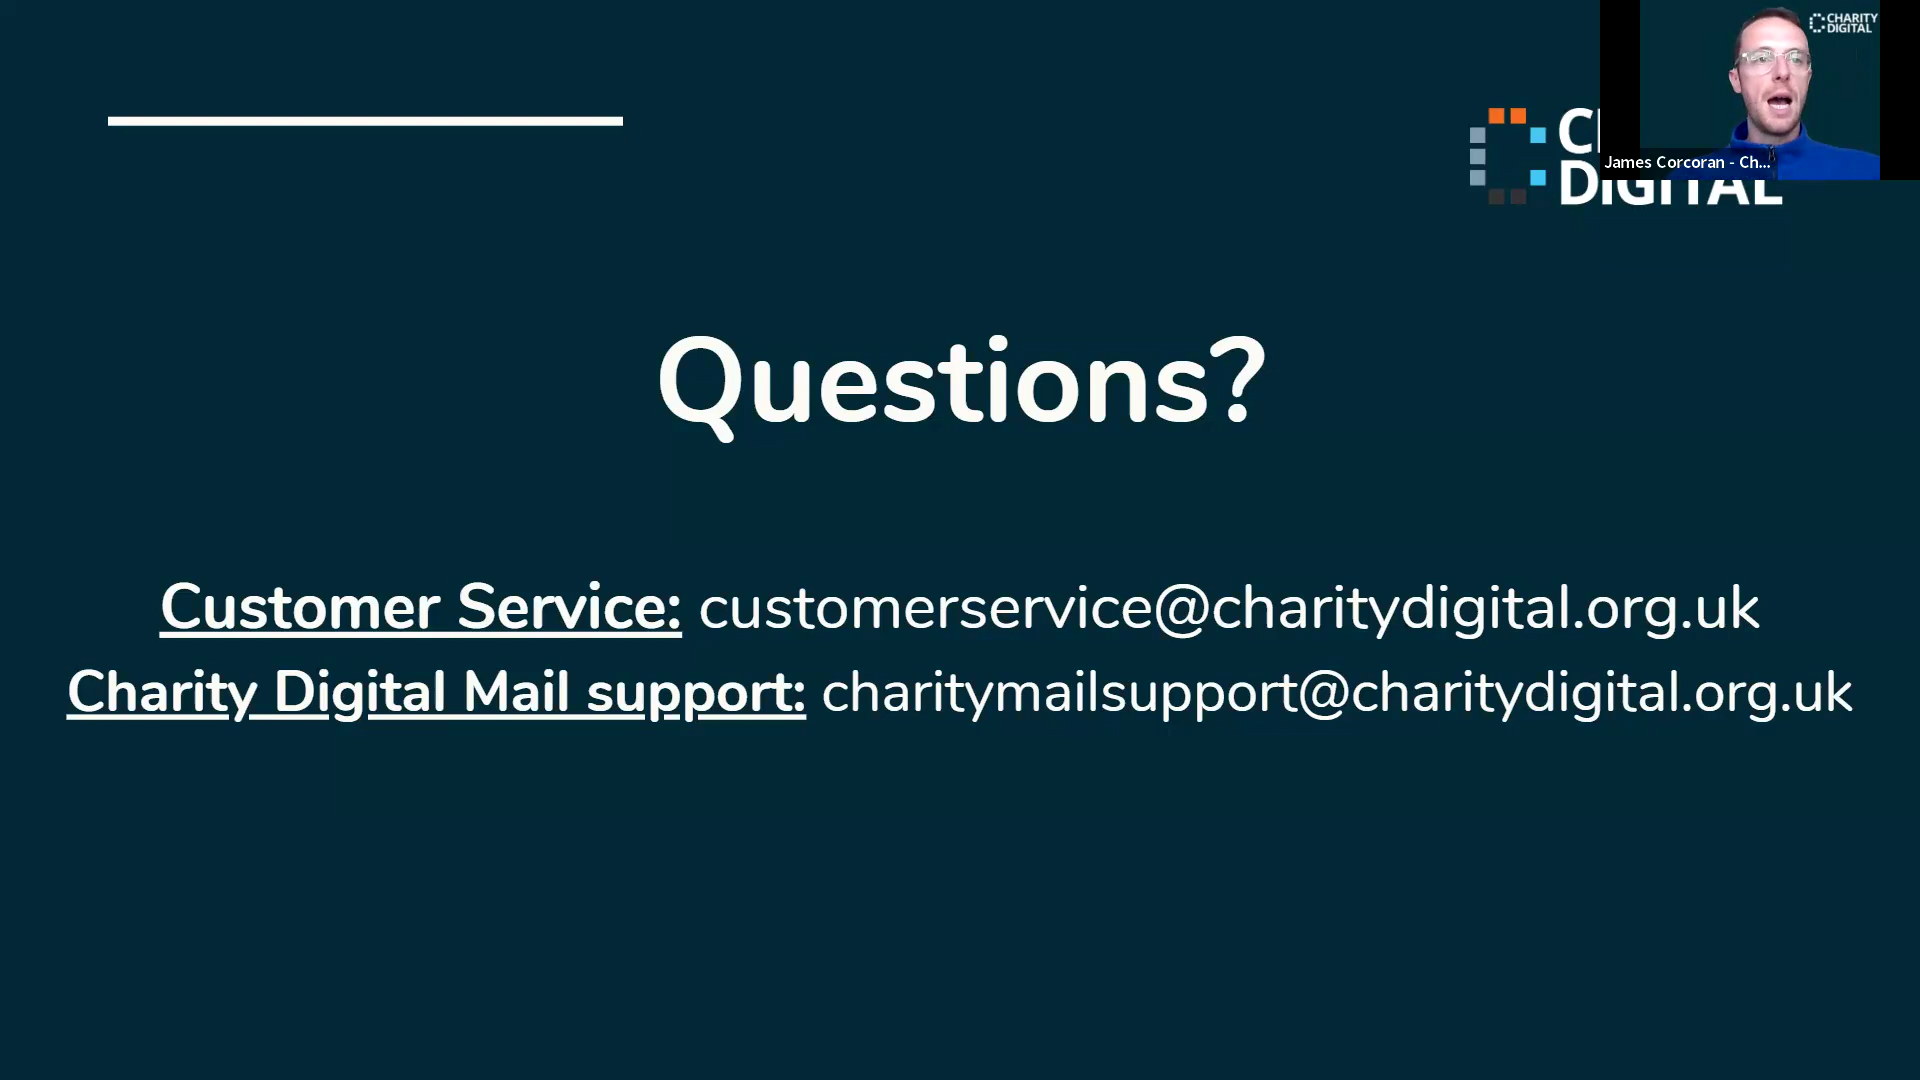 CHARITY
DIGITAL
C
DIGITAL
James Corcoran - Ch...
Questions?
Customer Service: customerservice@charitydigital.org.uk
Charity Digital Mail support: charitymailsupport@charitydigital.org.uk